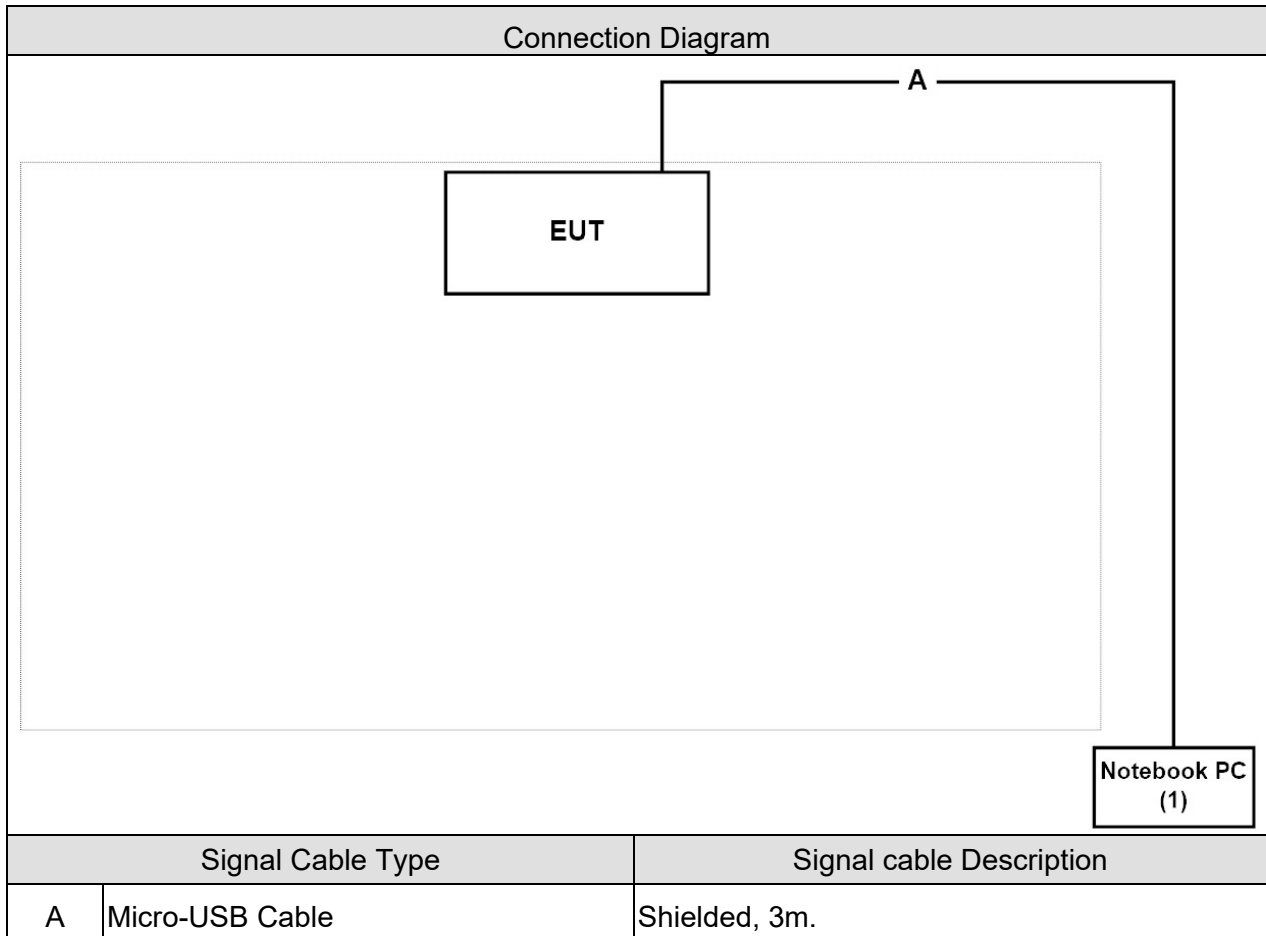 Connection Diagram
A
EUT
Notebook PC
(1)
Signal Cable Type Signal cable Description
A Micro-USB Cable Shielded, 3m.